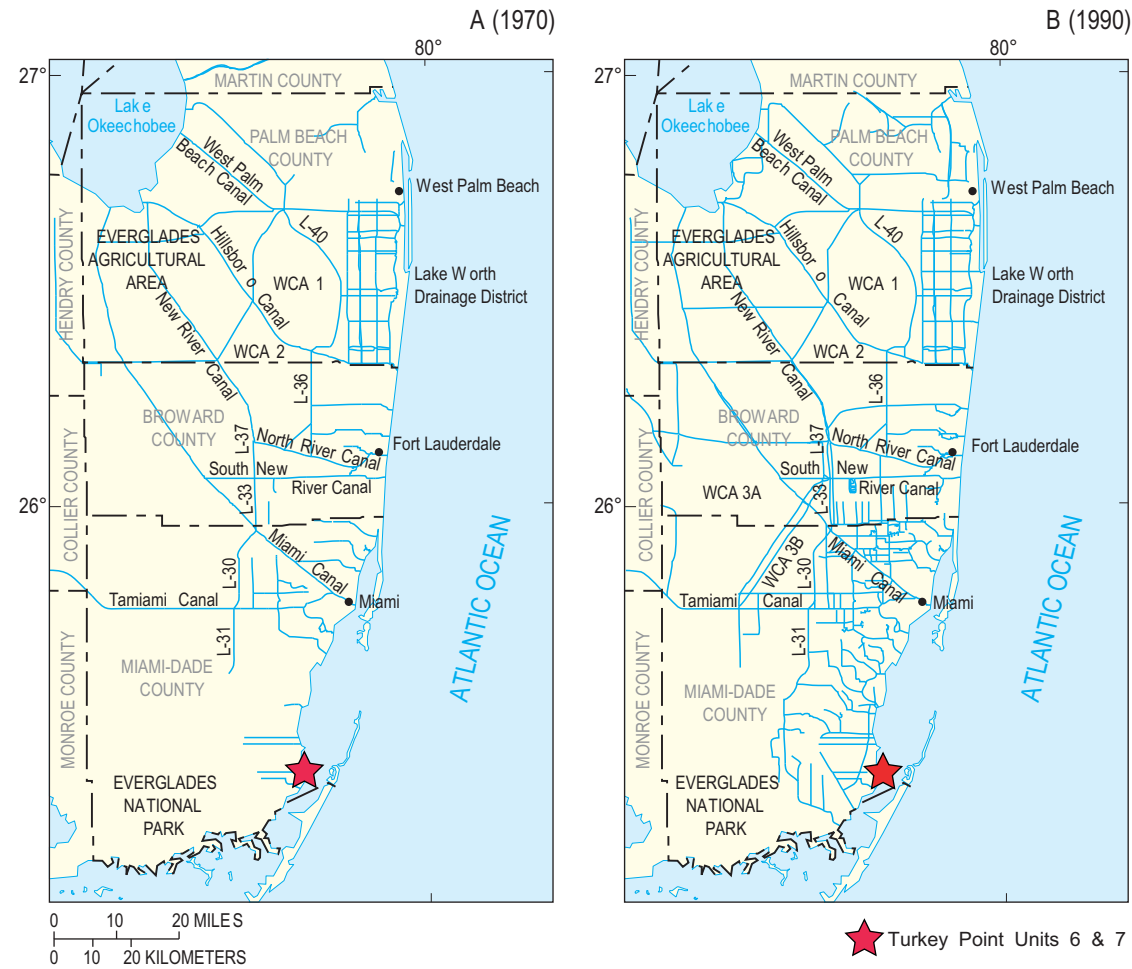 A (1970)
80°
27°
MARTIN COUNTY
Lake
Okeechobee
PALM BEACH
COUNTY
West Palm
Beach Canal
West Palm Beach
L-40
HENDRY COUNTY
EVERGLADES
AGRICULTURAL
AREA
Hillsboro Canal
WCA 1
Lake Worth
Drainage District
New River Canal
WCA 2
L-36
BROWARD
COUNTY
L-37
North River Canal
Fort Lauderdale
South New
River Canal
L-33
26°
COLLIER COUNTY
Miami Canal
L-30
Tamiami Canal
Miami
L-31
MIAMI-DADE
COUNTY
MONROE COUNTY
ATLANTIC OCEAN
EVERGLADES
NATIONAL
PARK
0 10 20 MILES
0 10 20 KILOMETERS
B (1990)
80°
27°
MARTIN COUNTY
Lake
Okeechobee
PALM BEACH
COUNTY
West Palm
Beach Canal
West Palm Beach
L-40
HENDRY COUNTY
EVERGLADES
AGRICULTURAL
AREA
Hillsboro Canal
WCA 1
Lake Worth
Drainage District
New River Canal
WCA 2
L-36
BROWARD
COUNTY
L-37
North River Canal
Fort Lauderdale
South New
River Canal
WCA 3A
L-33
26°
COLLIER COUNTY
WCA 3B
Miami Canal
L-30
Tamiami Canal
Miami
L-31
MIAMI-DADE
COUNTY
MONROE COUNTY
ATLANTIC OCEAN
EVERGLADES
NATIONAL
PARK
Turkey Point Units 6 & 7